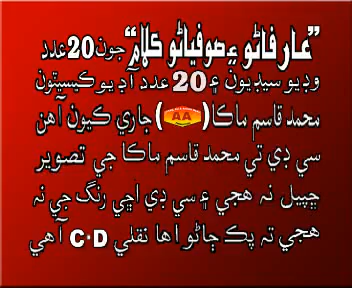 ”عارفاڻو ۽ صوفياڻو ڪلام“ جون 20 عدد
وڊيو سيڊيون ۽ 20 عدد آڊيو ڪيسيٽون
محمد قاسم ماڪا (AA) جاري ڪيون آهن
سي ڊي تي محمد قاسم ماڪا جي تصوير
ڇپيل نه هجي ۽ سي ڊي اڇي رنگ جي نه
هجي ته پڪ ڄاڻو اها نقلي C.D آهي